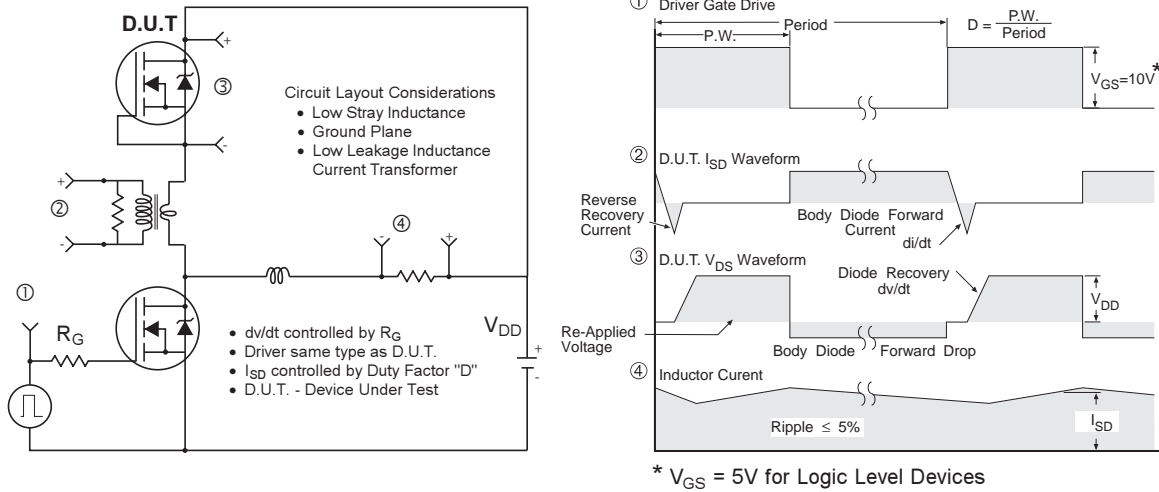 D.U.T
+
③
-
Circuit Layout Considerations
• Low Stray Inductance
• Ground Plane
• Low Leakage Inductance
Current Transformer
+
②
-
④
- +
①
RG
VDD
+
-
• dv/dt controlled by RG
• Driver same type as D.U.T.
• ISD controlled by Duty Factor "D"
• D.U.T. - Device Under Test
① Driver Gate Drive
P.W.
Period
D = P.W.
Period
VGS=10V*
② D.U.T. ISD Waveform
Reverse
Recovery
Current
Body Diode Forward
Current
di/dt
③ D.U.T. VDS Waveform
Diode Recovery
dv/dt
VDD
Re-Applied
Voltage
Body Diode Forward Drop
④ Inductor Curent
Ripple ≤ 5%
ISD
* VGS = 5V for Logic Level Devices